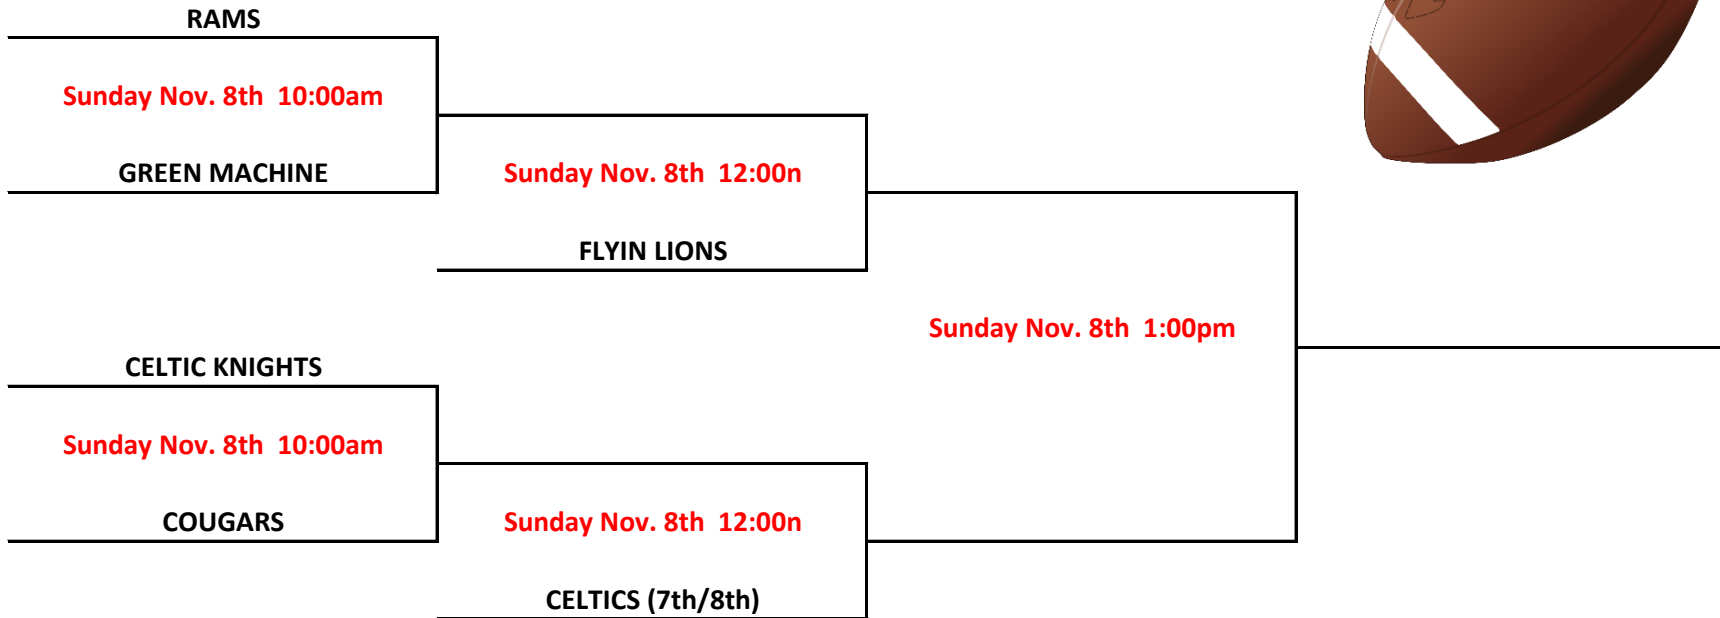 RAMS
Sunday Nov. 8th  10:00am
GREEN MACHINE
Sunday Nov. 8th  12:00n
FLYIN LIONS
Sunday Nov. 8th  1:00pm
CELTIC KNIGHTS
Sunday Nov. 8th  10:00am
COUGARS
Sunday Nov. 8th  12:00n
CELTICS (7th/8th)